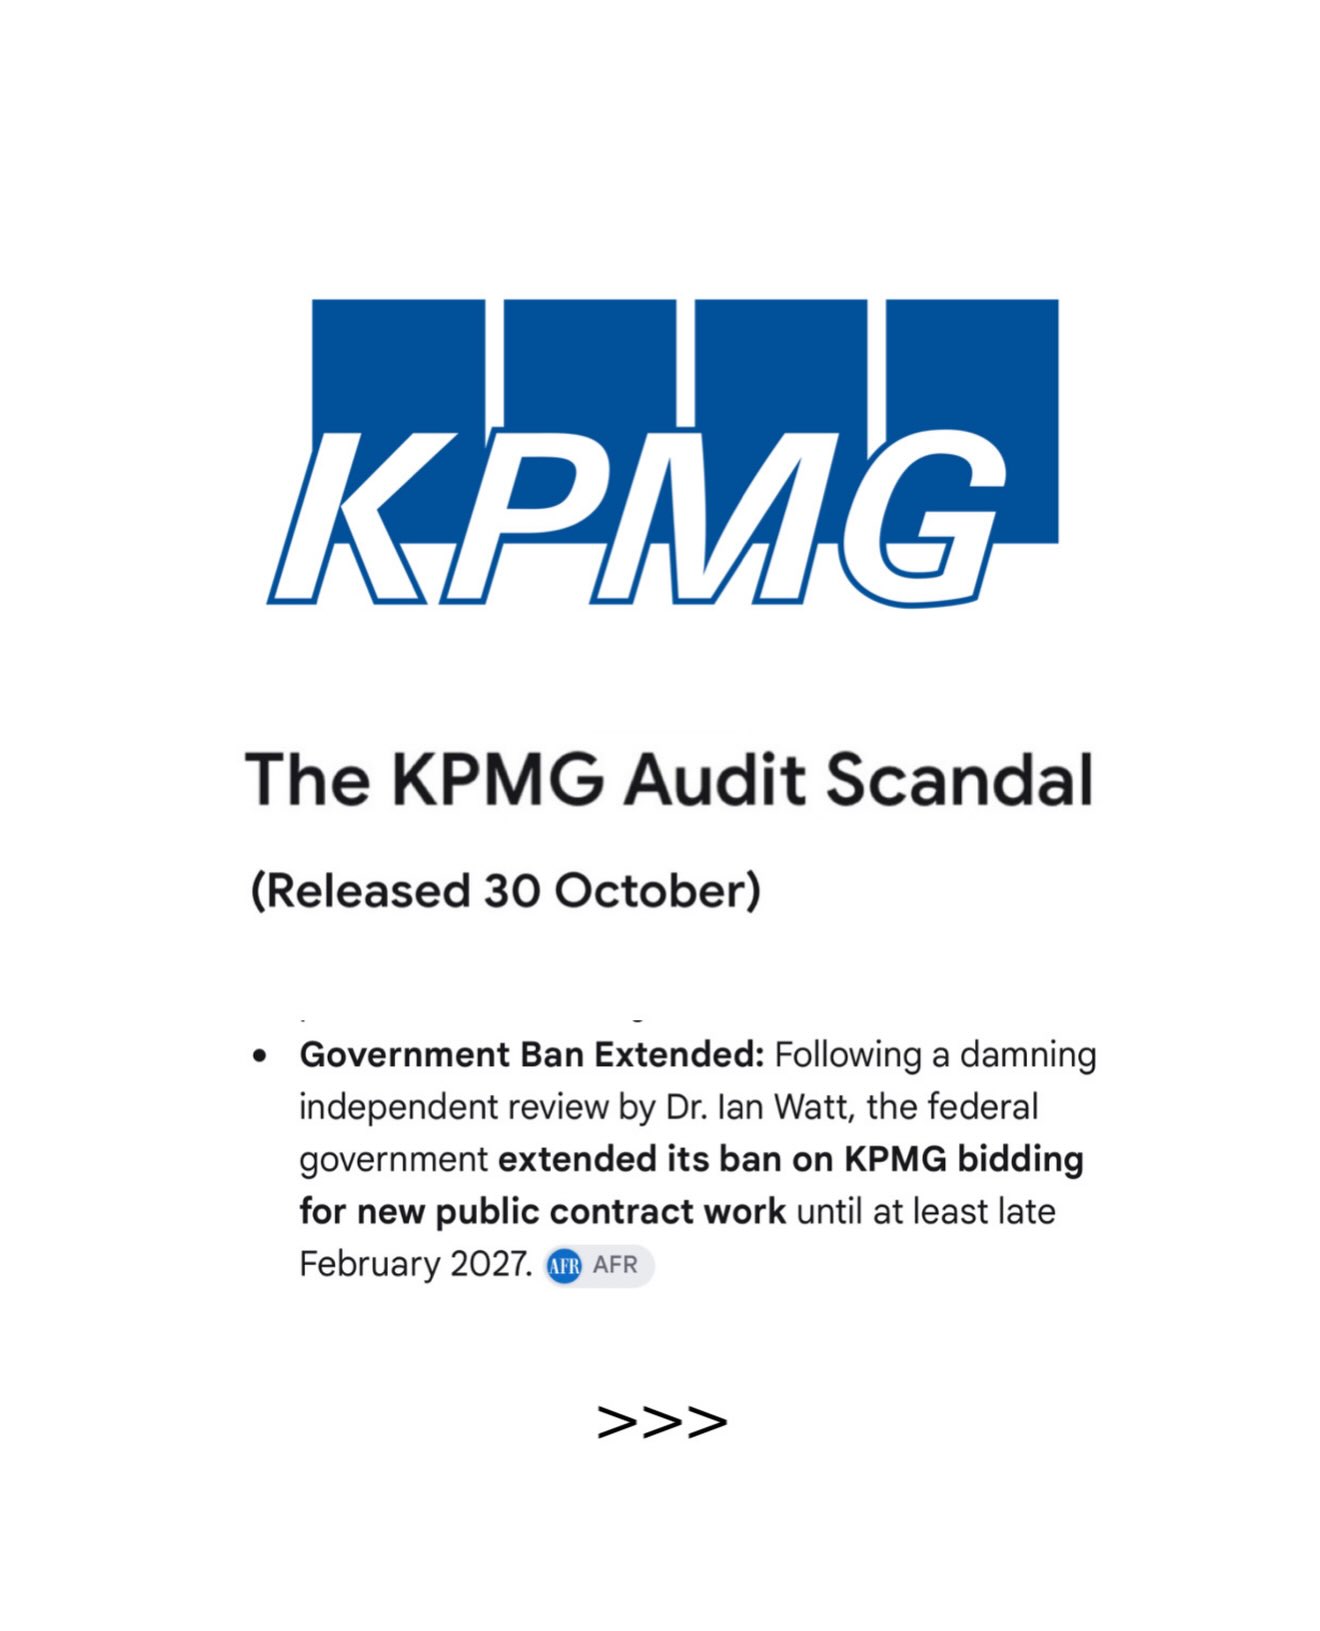 KPMG
The KPMG Audit Scandal
(Released 30 October)
• Government Ban Extended: Following a damning
independent review by Dr. Ian Watt, the federal
government extended its ban on KPMG bidding
for new public contract work until at least late
February 2027. AFR AFR
>>>